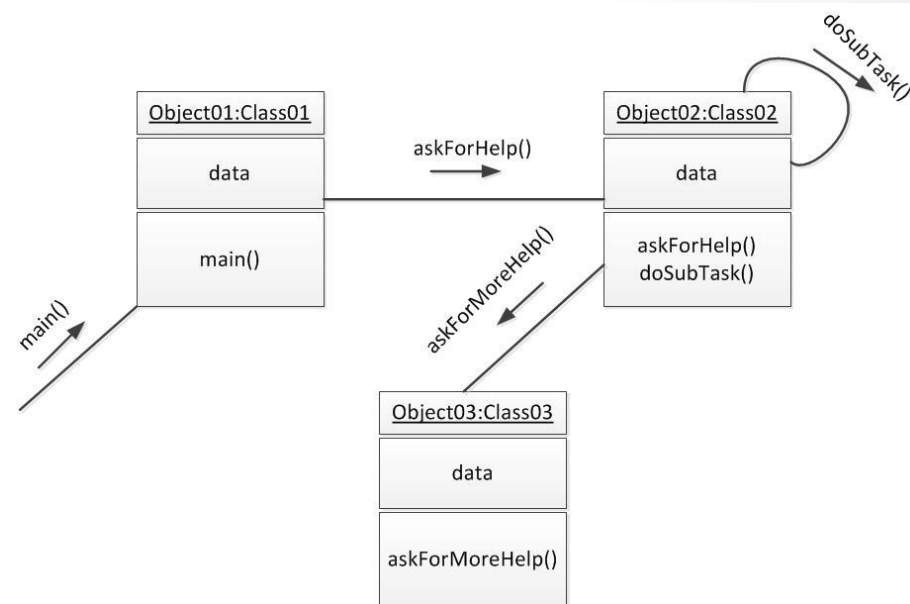 doSubTask()
Object01:Class01
data
main()
main()
askForHelp()
Object02:Class02
data
askForHelp()
doSubTask()
askForMoreHelp()
Object03:Class03
data
askForMoreHelp()